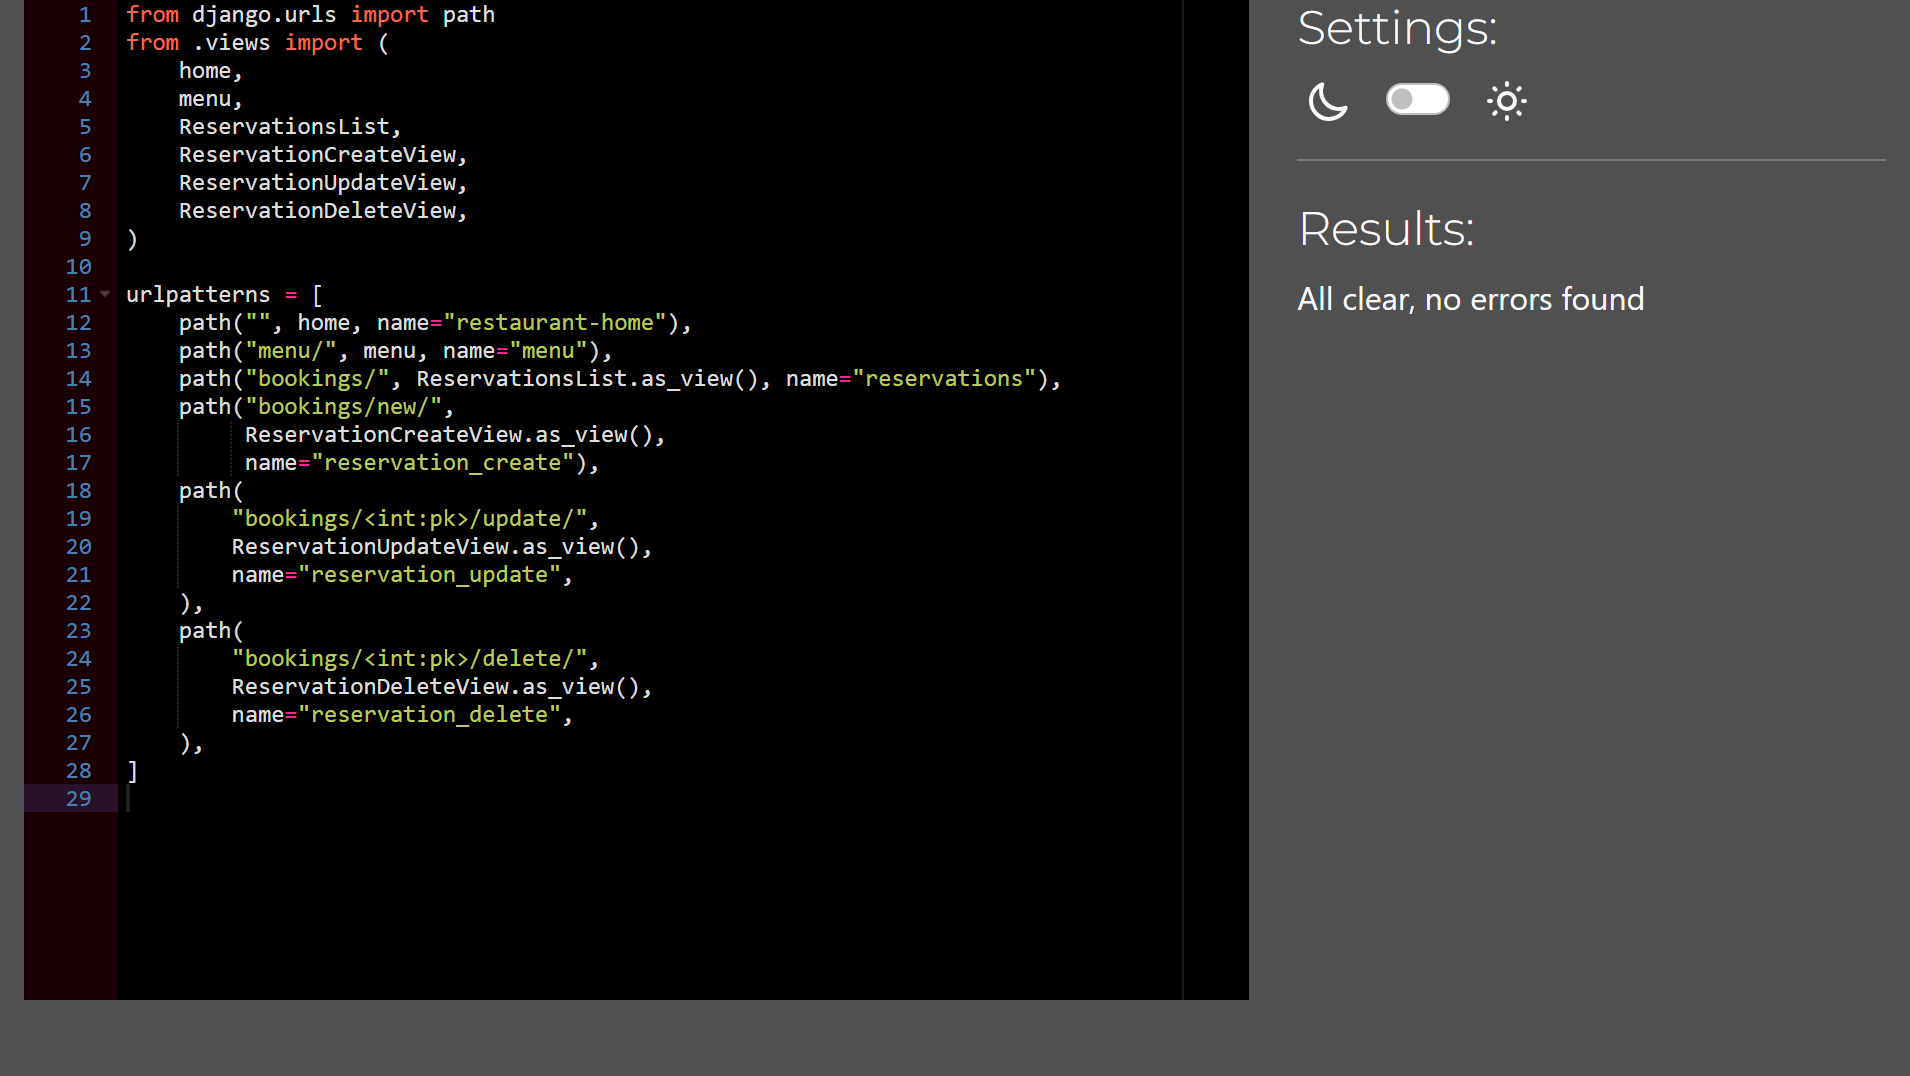 1 from django.urls import path
2 from .views import (
3     home,
4     menu,
5     ReservationsList,
6     ReservationCreateView,
7     ReservationUpdateView,
8     ReservationDeleteView,
9 )
10
11 urlpatterns = [
12     path("", home, name="restaurant-home"),
13     path("menu/", menu, name="menu"),
14     path("bookings/", ReservationsList.as_view(), name="reservations"),
15     path("bookings/new/",
16          ReservationCreateView.as_view(),
17          name="reservation_create"),
18     path(
19         "bookings/<int:pk>/update/",
20         ReservationUpdateView.as_view(),
21         name="reservation_update",
22     ),
23     path(
24         "bookings/<int:pk>/delete/",
25         ReservationDeleteView.as_view(),
26         name="reservation_delete",
27     ),
28 ]
29
Settings:
Results:
All clear, no errors found